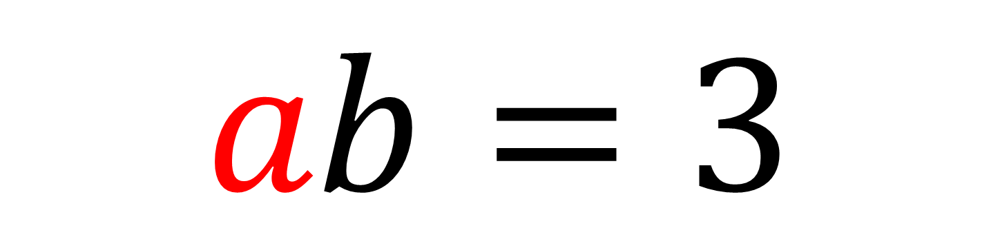 ab = 3